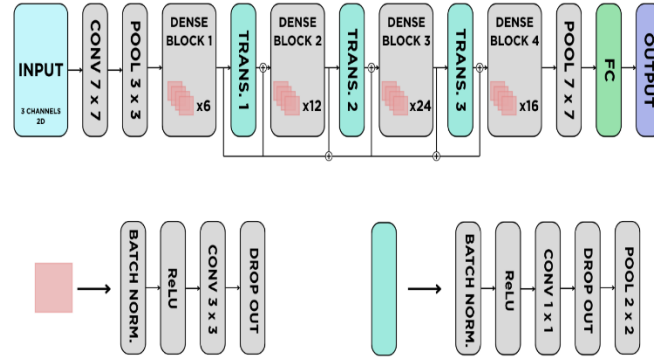 INPUT
3 CHANNELS
2D
CONV 7 x 7
POOL 3 x 3
DENSE
BLOCK 1
x6
TRANS. 1
DENSE
BLOCK 2
x12
TRANS. 2
DENSE
BLOCK 3
x24
TRANS. 3
DENSE
BLOCK 4
x16
POOL 7 x 7
FC
OUTPUT
BATCH NORM.
ReLU
CONV 3 x 3
DROP OUT
BATCH NORM.
ReLU
CONV 1 x 1
DROP OUT
POOL 2 x 2